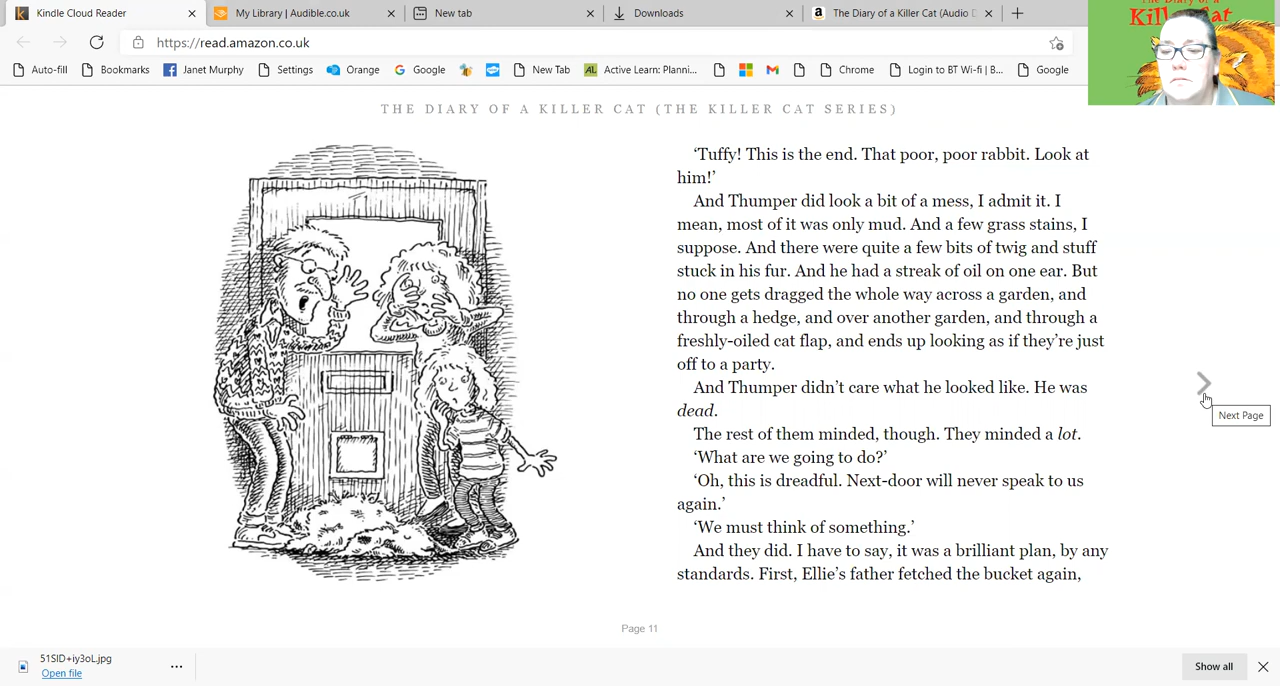 Kindle Cloud Reader
My Library | Audible.co.uk
New tab
Downloads
The Diary of a Killer Cat (Audio D
https://read.amazon.co.uk
Auto-fill
Bookmarks
Janet Murphy
Settings
Orange
Google
New Tab
AL Active Learn: Planni...
Chrome
Login to BT Wi-fi | B...
Google
The Diary of a
Killer Cat
THE DIARY OF A KILLER CAT (THE KILLER CAT SERIES)
‘Tuffy! This is the end. That poor, poor rabbit. Look at
him!’
And Thumper did look a bit of a mess, I admit it. I
mean, most of it was only mud. And a few grass stains, I
suppose. And there were quite a few bits of twig and stuff
stuck in his fur. And he had a streak of oil on one ear. But
no one gets dragged the whole way across a garden, and
through a hedge, and over another garden, and through a
freshly-oiled cat flap, and ends up looking as if they’re just
off to a party.
And Thumper didn’t care what he looked like. He was
dead.
The rest of them minded, though. They minded a lot.
‘What are we going to do?’
‘Oh, this is dreadful. Next-door will never speak to us
again.’
‘We must think of something.’
And they did. I have to say, it was a brilliant plan, by any
standards. First, Ellie’s father fetched the bucket again,
Next Page
Page 11
51SID+iy3oL.jpg
Open file
Show all